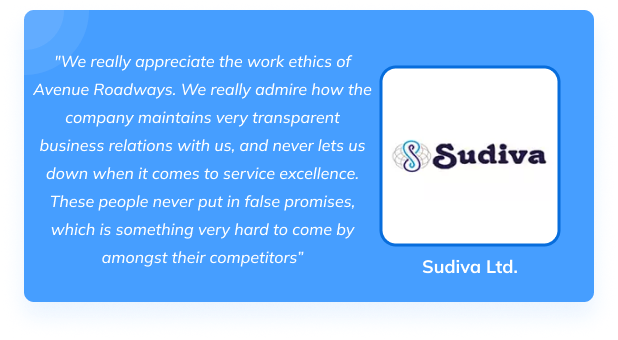 "We really appreciate the work ethics of
Avenue Roadways. We really admire how the
company maintains very transparent
business relations with us, and never lets us
down when it comes to service excellence.
These people never put in false promises,
which is something very hard to come by
amongst their competitors”
Sudiva
Sudiva Ltd.